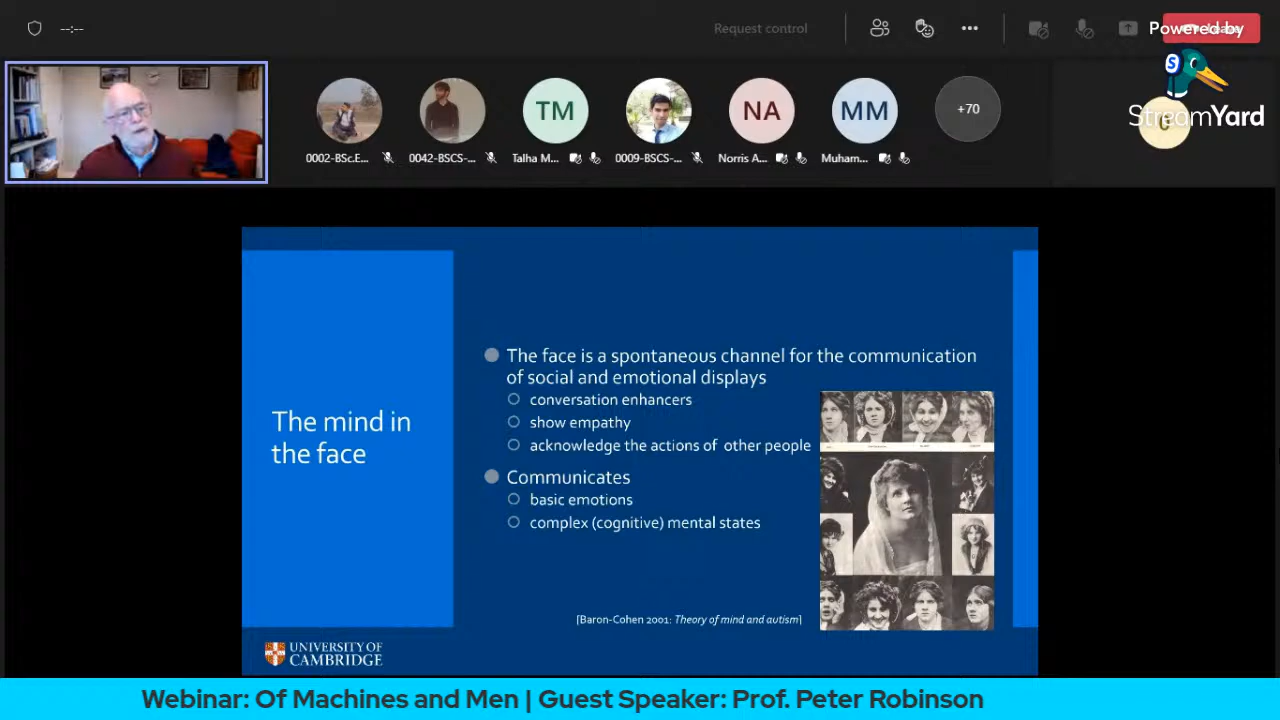 --:--
Request control
Powered by
StreamYard
S
C
TM
NA
MM
+70
0002-BSc.E...
0042-BSCS-...
Talha M...
0009-BSCS-...
Norris A...
Muham...
The mind in
the face
The face is a spontaneous channel for the communication
of social and emotional displays
conversation enhancers
show empathy
acknowledge the actions of other people
Communicates
basic emotions
complex (cognitive) mental states
[Baron-Cohen 2001: Theory of mind and autism]
UNIVERSITY OF
CAMBRIDGE
Webinar: Of Machines and Men | Guest Speaker: Prof. Peter Robinson